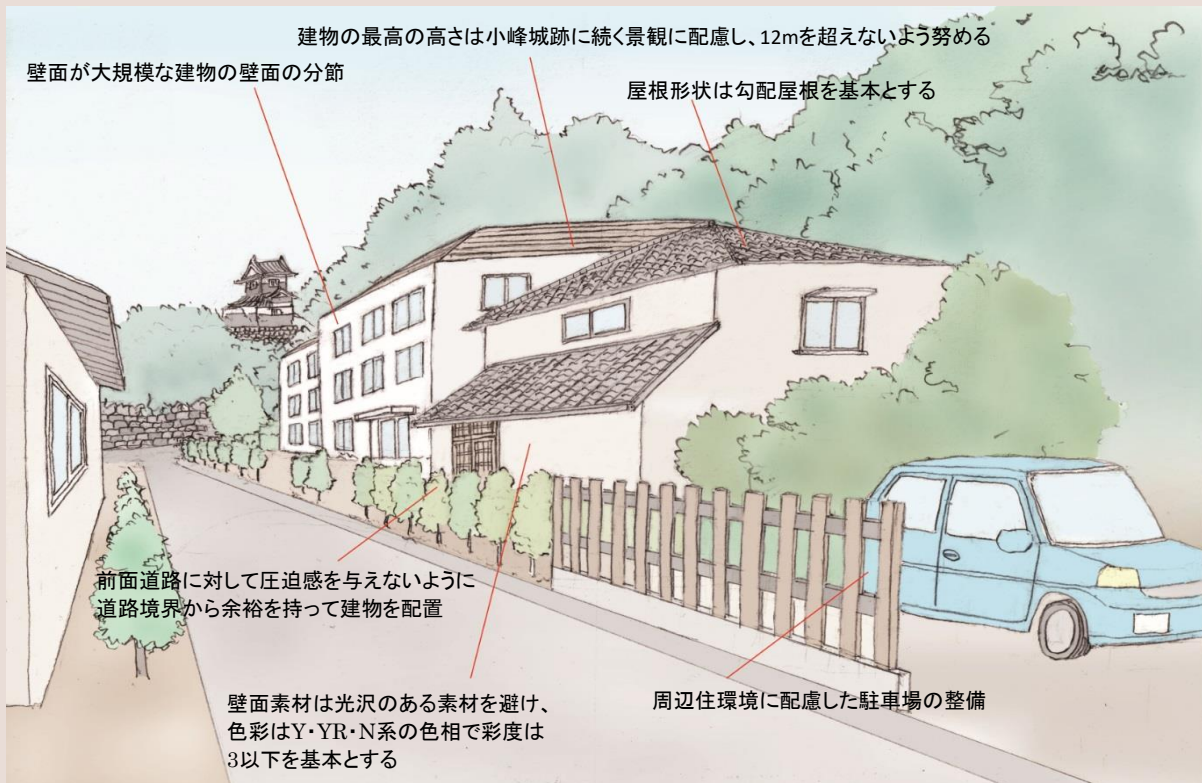 建物の最高の高さは小峰城跡に続く景観に配慮し、12mを超えないよう努める
壁面が大規模な建物の壁面の分節
屋根形状は勾配屋根を基本とする
前面道路に対して圧迫感を与えないように
道路境界から余裕を持って建物を配置
壁面素材は光沢のある素材を避け、
色彩はY・YR・N系の色相で彩度は
3以下を基本とする
周辺住環境に配慮した駐車場の整備